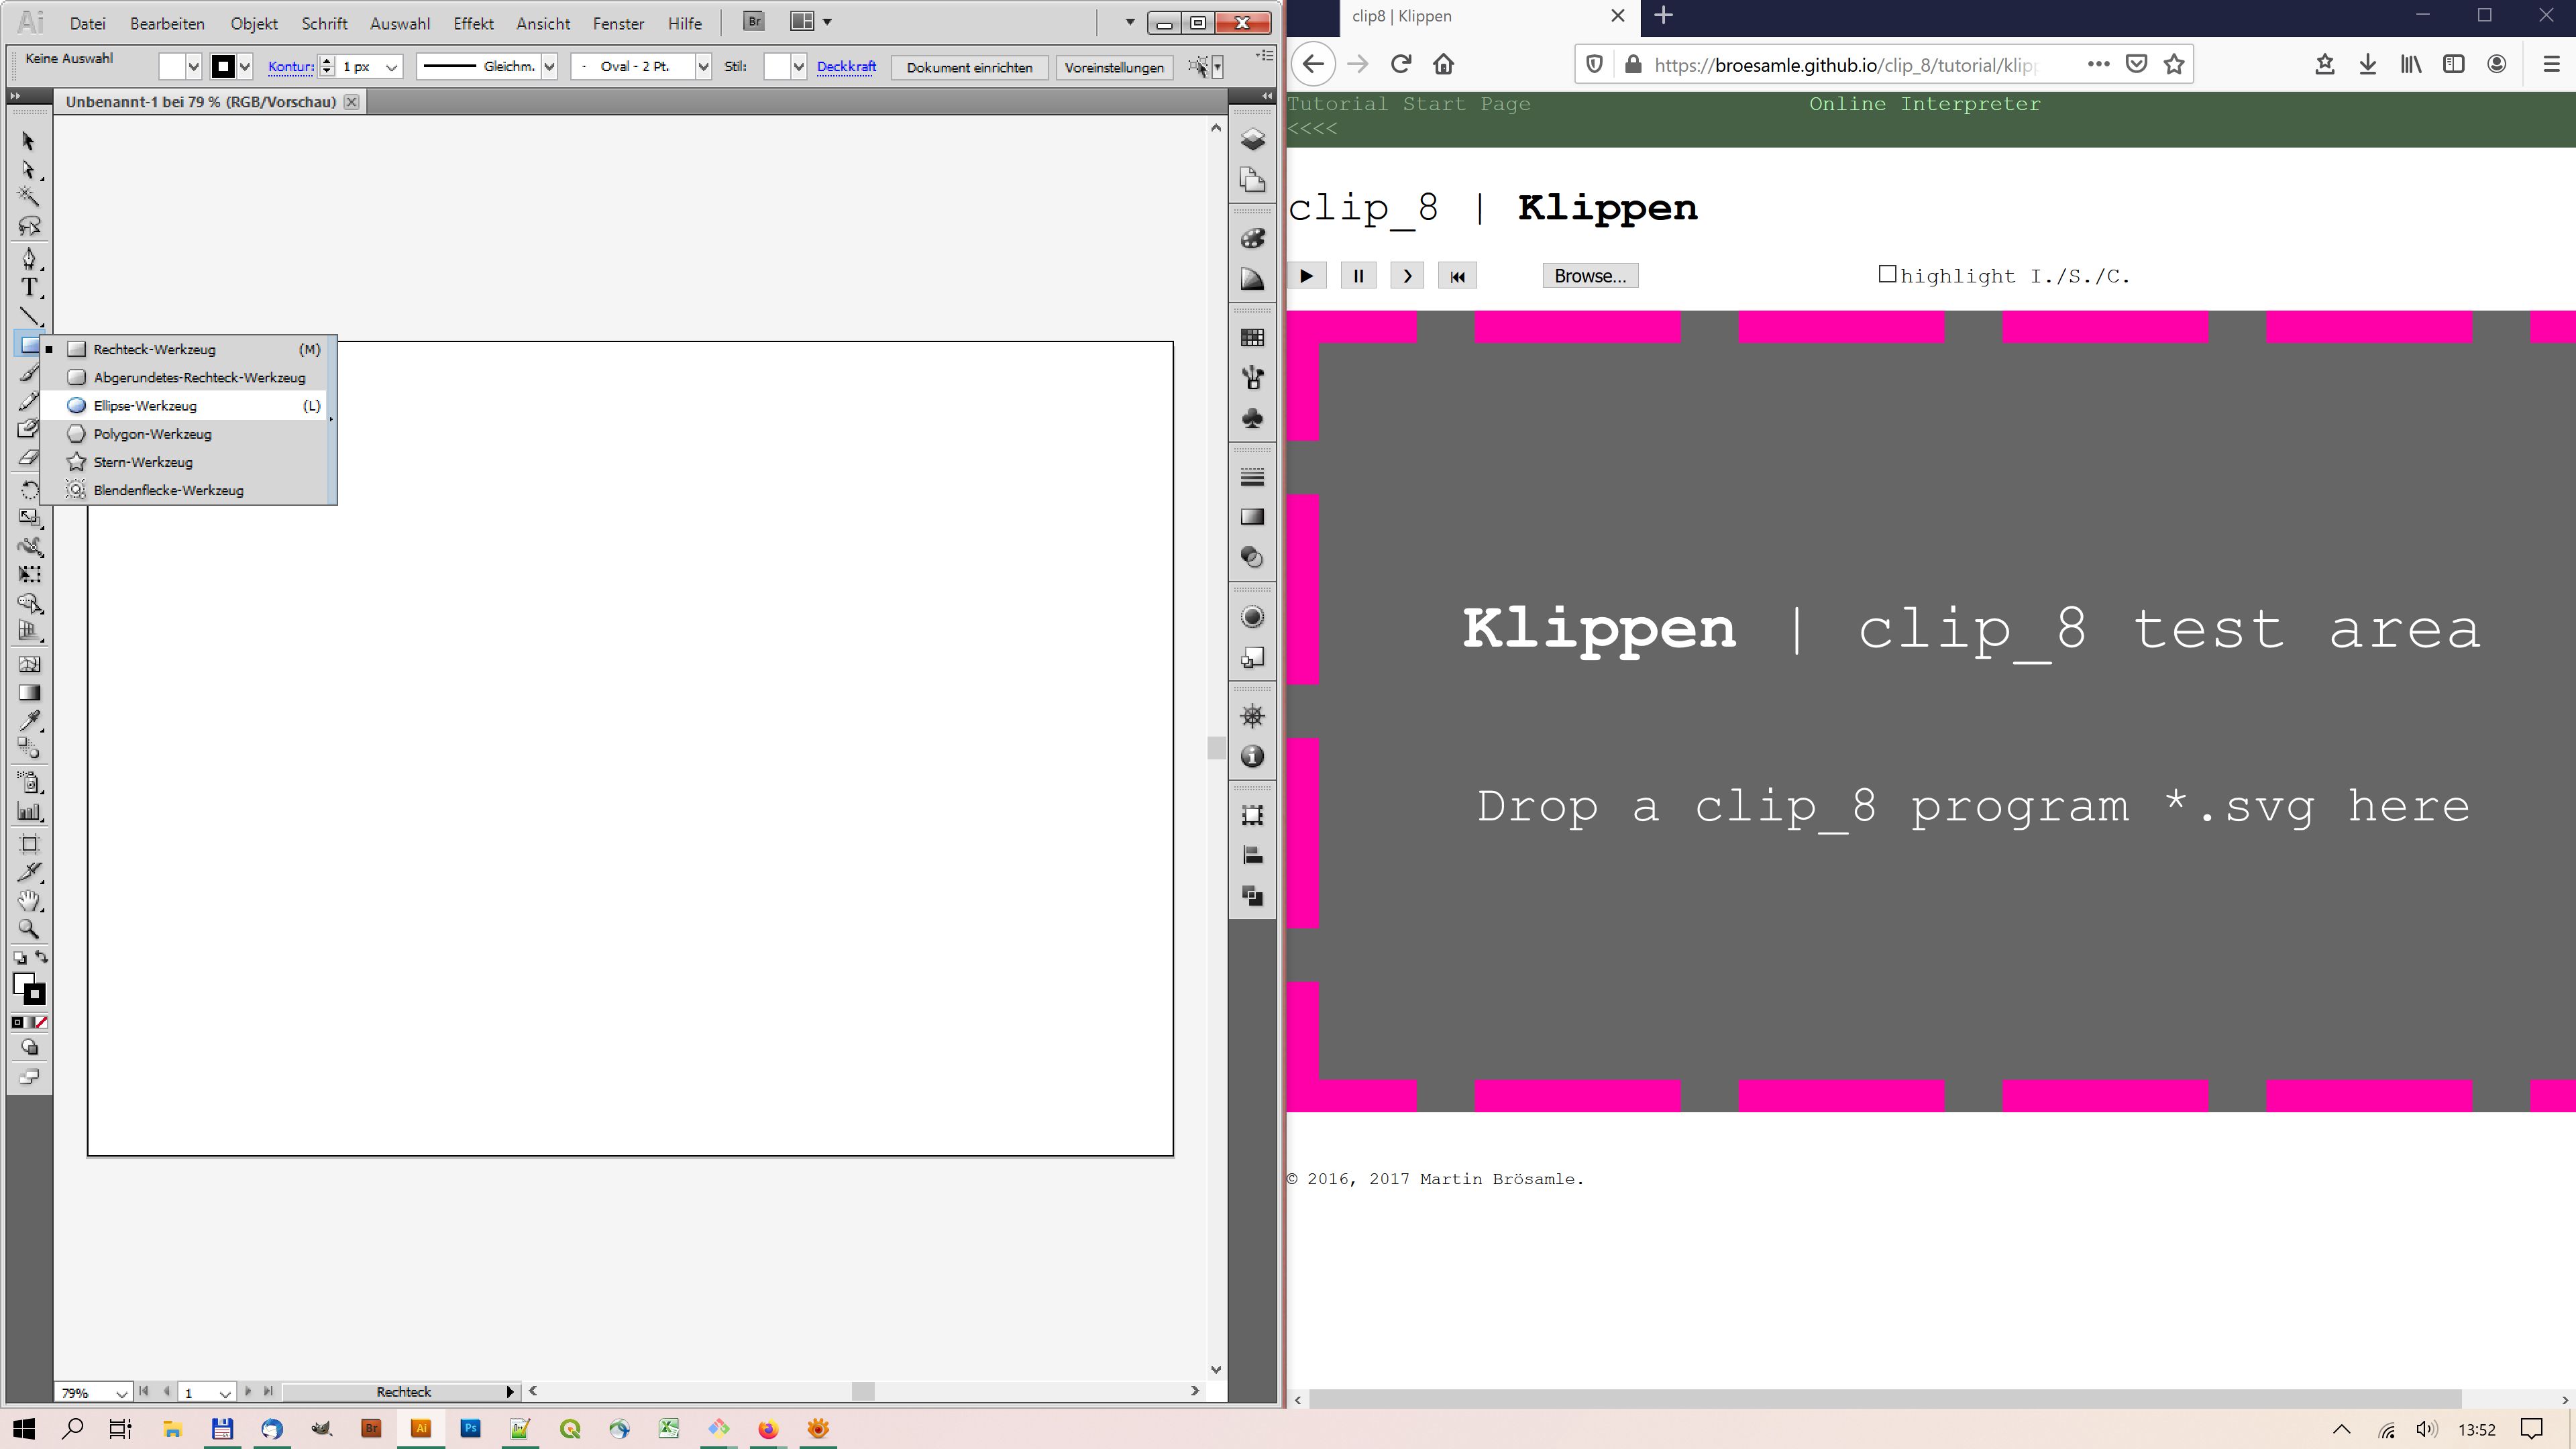 Ai Datei Bearbeiten Objekt Schrift Auswahl Effekt Ansicht Fenster Hilfe Br
Keine Auswahl Kontur: 1 px Gleichm. Oval - 2 Pt. Stil: Deckkraft Dokument einrichten Voreinstellungen
Unbenannt-1 bei 79 % (RGB/Vorschau)
Rechteck-Werkzeug (M)
Abgerundetes-Rechteck-Werkzeug
Ellipse-Werkzeug (L)
Polygon-Werkzeug
Stern-Werkzeug
Blendenflecke-Werkzeug
79% 1 Rechteck
clip8 | Klippen
https://broesamle.github.io/clip_8/tutorial/klipp
Tutorial Start Page Online Interpreter
<<<<
clip_8 | Klippen
Browse... highlight I./S./C.
Klippen | clip_8 test area
Drop a clip_8 program *.svg here
© 2016, 2017 Martin Brösamle.
Br Ai Ps
13:52